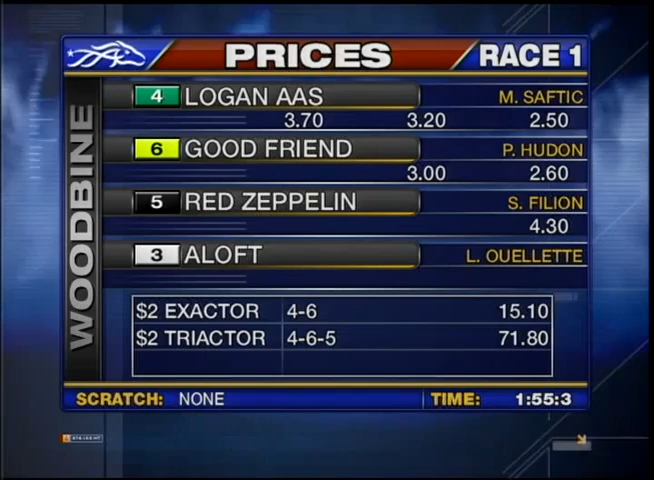 PRICES RACE 1
WOODBINE
4 LOGAN AAS M. SAFTIC
3.70 3.20 2.50
6 GOOD FRIEND P. HUDON
3.00 2.60
5 RED ZEPPELIN S. FILION
4.30
3 ALOFT L. OUELLETTE
$2 EXACTOR 4-6 15.10
$2 TRIACTOR 4-6-5 71.80
SCRATCH: NONE TIME: 1:55:3